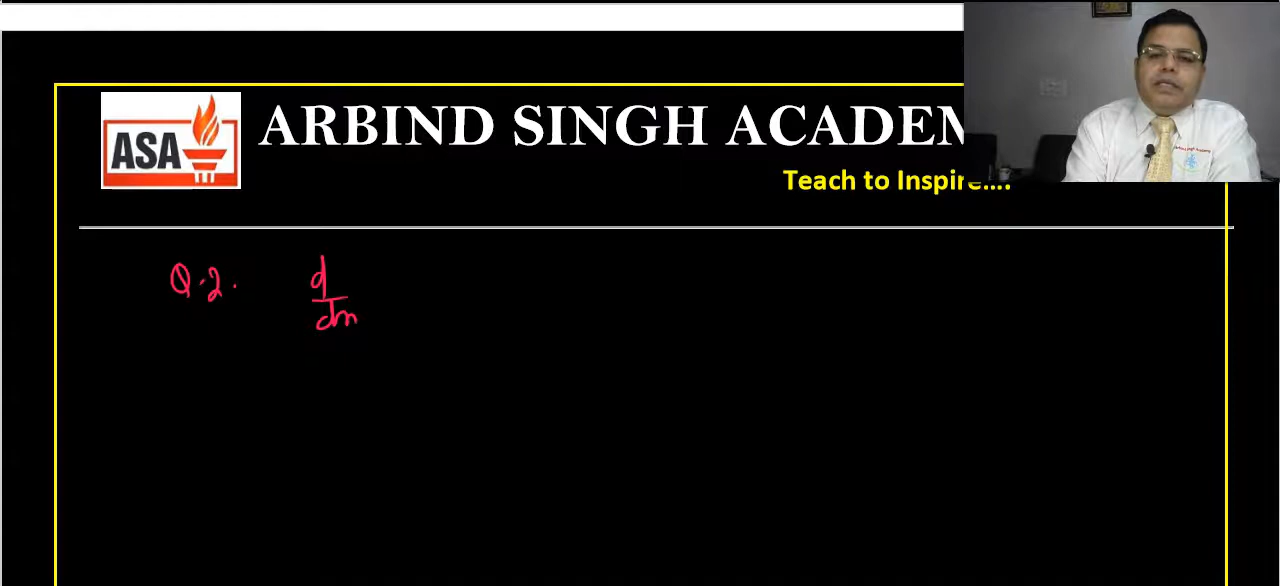 ASA ARBIND SINGH ACADEM
Teach to Inspire....
Q.2. d
dx